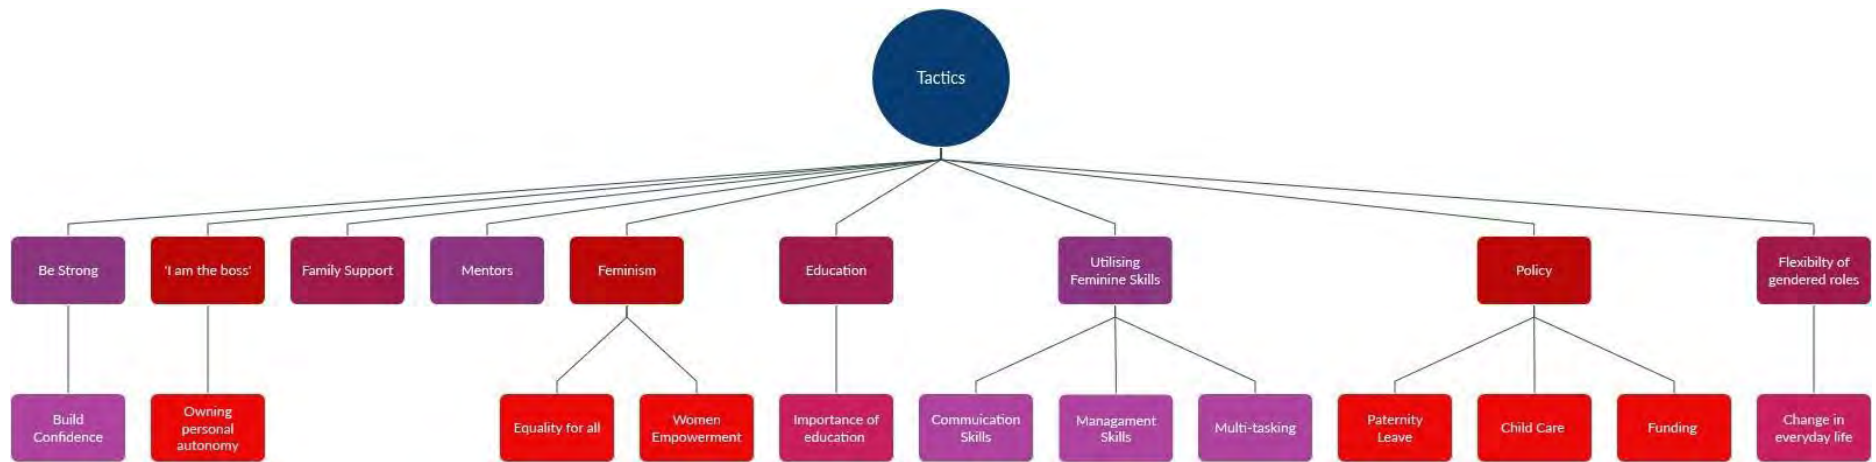 Tactics
Be Strong
'I am the boss'
Family Support
Mentors
Feminism
Education
Utilising
Feminine Skills
Policy
Flexibilty of
gendered roles
Build
Confidence
Owning
personal
autonomy
Equality for all
Women
Empowerment
Importance of
education
Commuication
Skills
Managament
Skills
Multi-tasking
Paternity
Leave
Child Care
Funding
Change in
everyday life